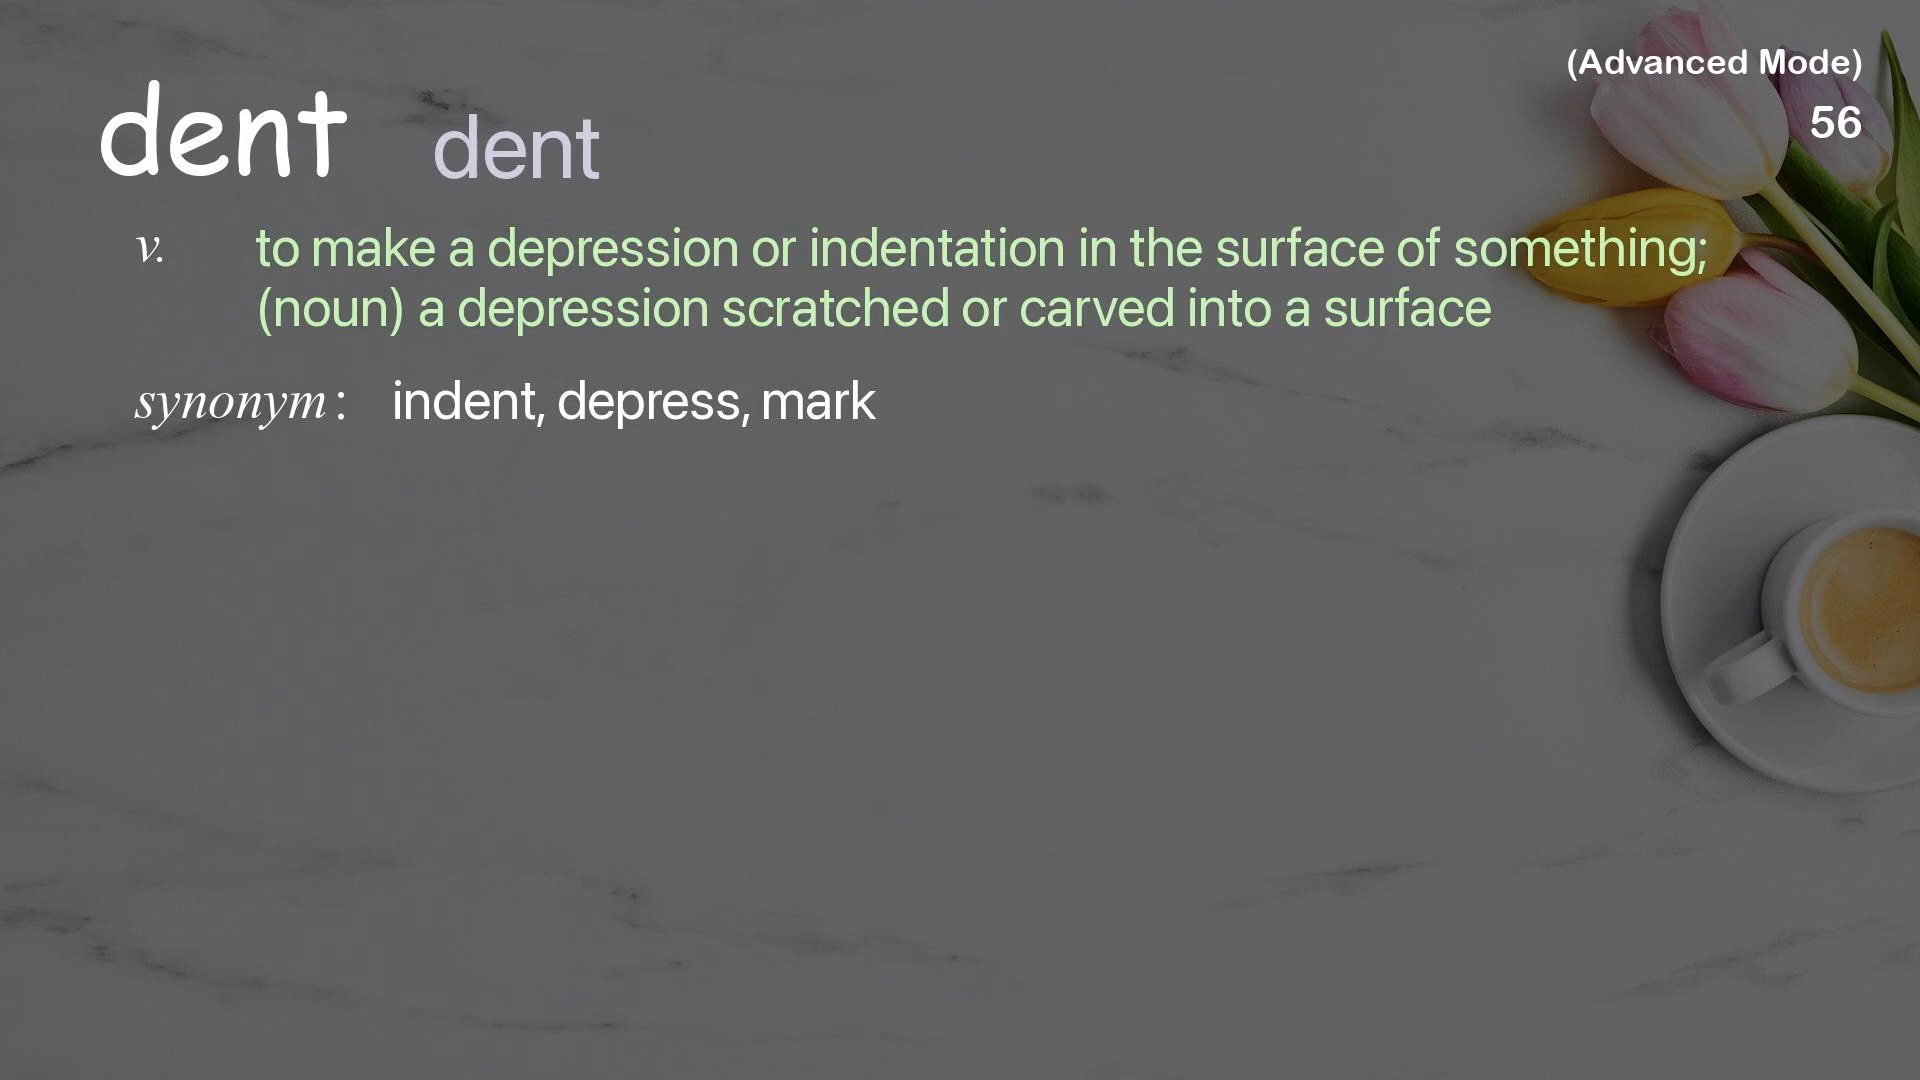 (Advanced Mode)
56
dent dent
v. to make a depression or indentation in the surface of something;
(noun) a depression scratched or carved into a surface
synonym : indent, depress, mark